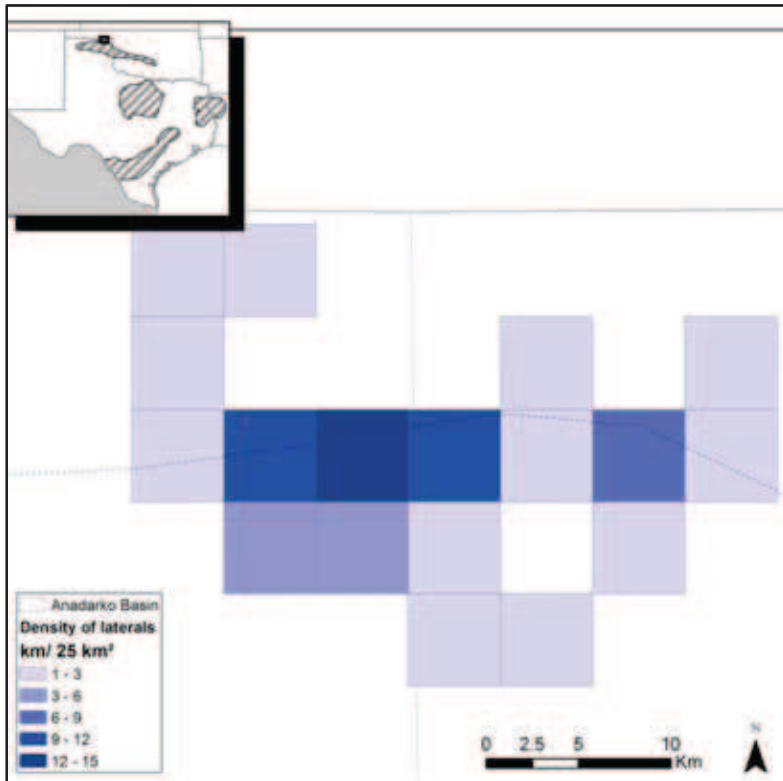 Anadarko Basin
Density of laterals
km/ 25 km²
1 - 3
3 - 6
6 - 9
9 - 12
12 - 15
0 2.5 5 10
Km
N